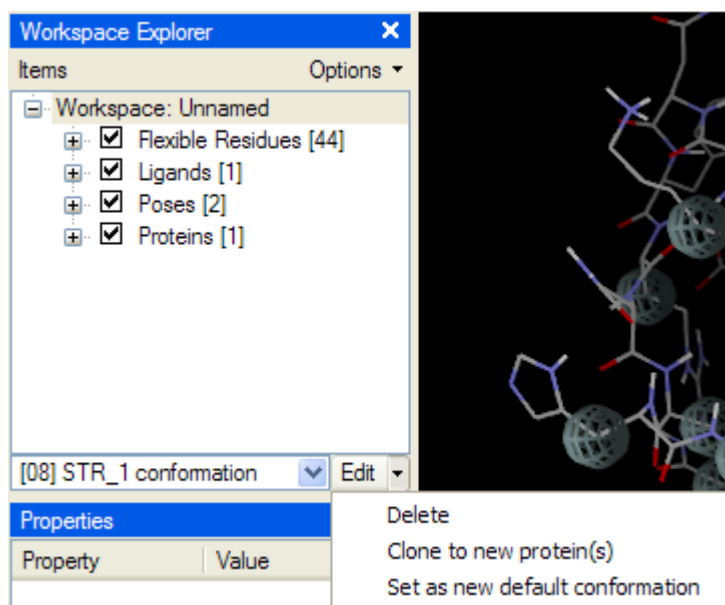 Workspace Explorer
Items Options
Workspace: Unnamed
Flexible Residues [44]
Ligands [1]
Poses [2]
Proteins [1]
[08] STR_1 conformation Edit
Properties
Property Value
Delete
Clone to new protein(s)
Set as new default conformation